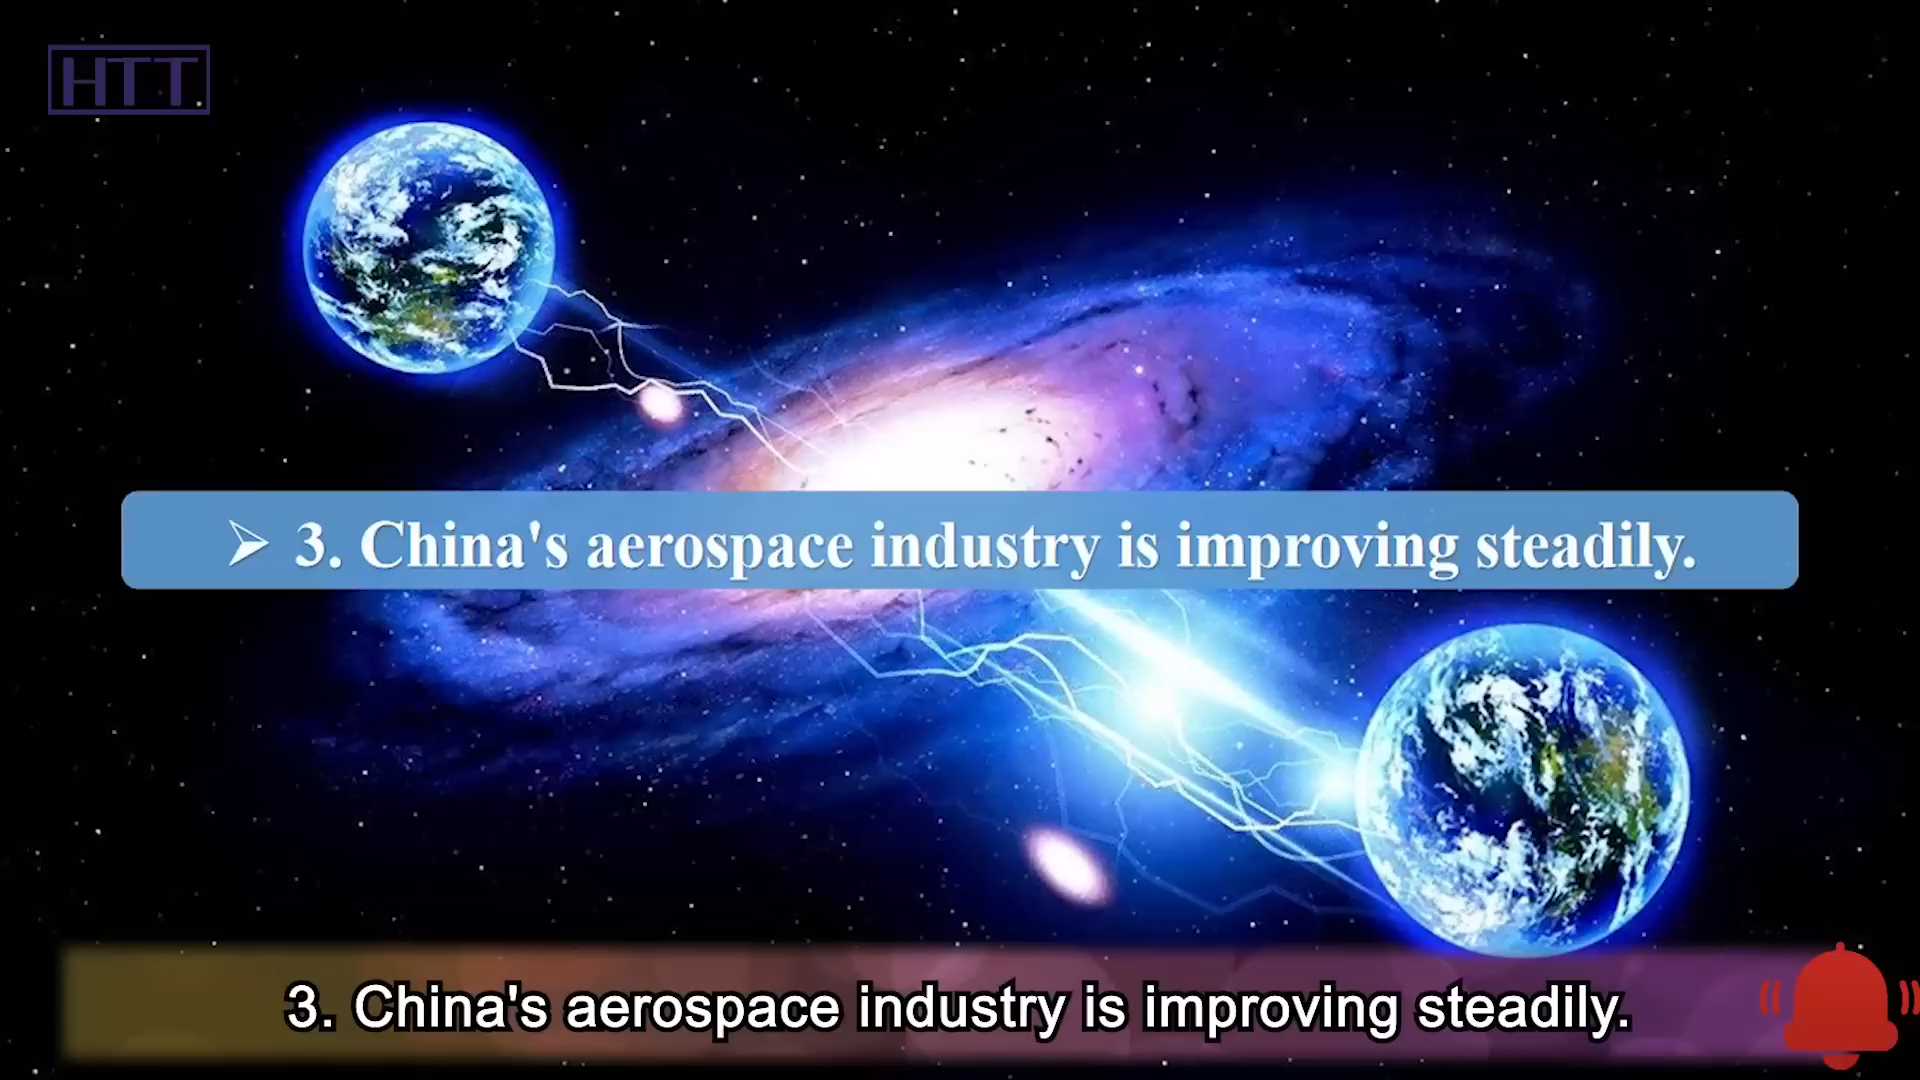 HTT
➢ 3. China's aerospace industry is improving steadily.
3. China's aerospace industry is improving steadily.